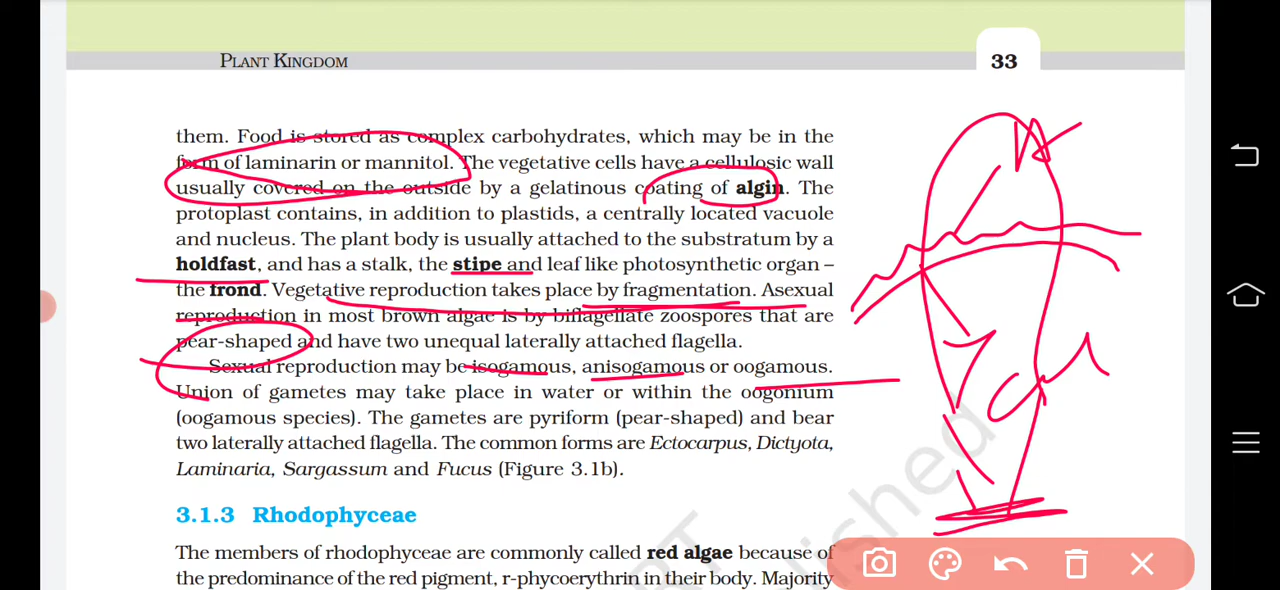 PLANT KINGDOM
33
them. Food is stored as complex carbohydrates, which may be in the
form of laminarin or mannitol. The vegetative cells have a cellulosic wall
usually covered on the outside by a gelatinous coating of algin. The
protoplast contains, in addition to plastids, a centrally located vacuole
and nucleus. The plant body is usually attached to the substratum by a
holdfast, and has a stalk, the stipe and leaf like photosynthetic organ –
the frond. Vegetative reproduction takes place by fragmentation. Asexual
reproduction in most brown algae is by biflagellate zoospores that are
pear-shaped and have two unequal laterally attached flagella.
Sexual reproduction may be isogamous, anisogamous or oogamous.
Union of gametes may take place in water or within the oogonium
(oogamous species). The gametes are pyriform (pear-shaped) and bear
two laterally attached flagella. The common forms are Ectocarpus, Dictyota,
Laminaria, Sargassum and Fucus (Figure 3.1b).
3.1.3 Rhodophyceae
The members of rhodophyceae are commonly called red algae because of
the predominance of the red pigment, r-phycoerythrin in their body. Majority